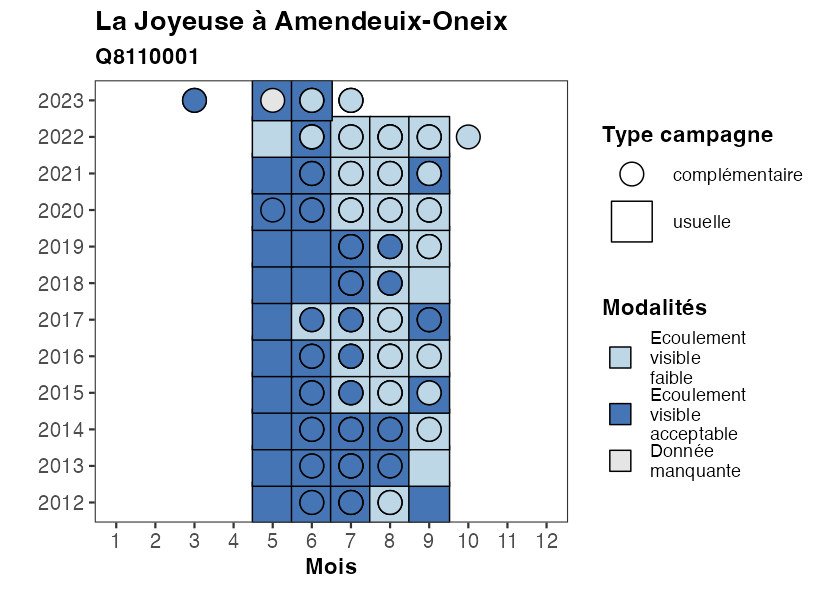 La Joyeuse à Amendeuix-Oneix
Q8110001
2023
2022
2021
2020
2019
2018
2017
2016
2015
2014
2013
2012
1 2 3 4 5 6 7 8 9 10 11 12
Mois
Type campagne
complémentaire
usuelle
Modalités
Ecoulement
visible
faible
Ecoulement
visible
acceptable
Donnée
manquante